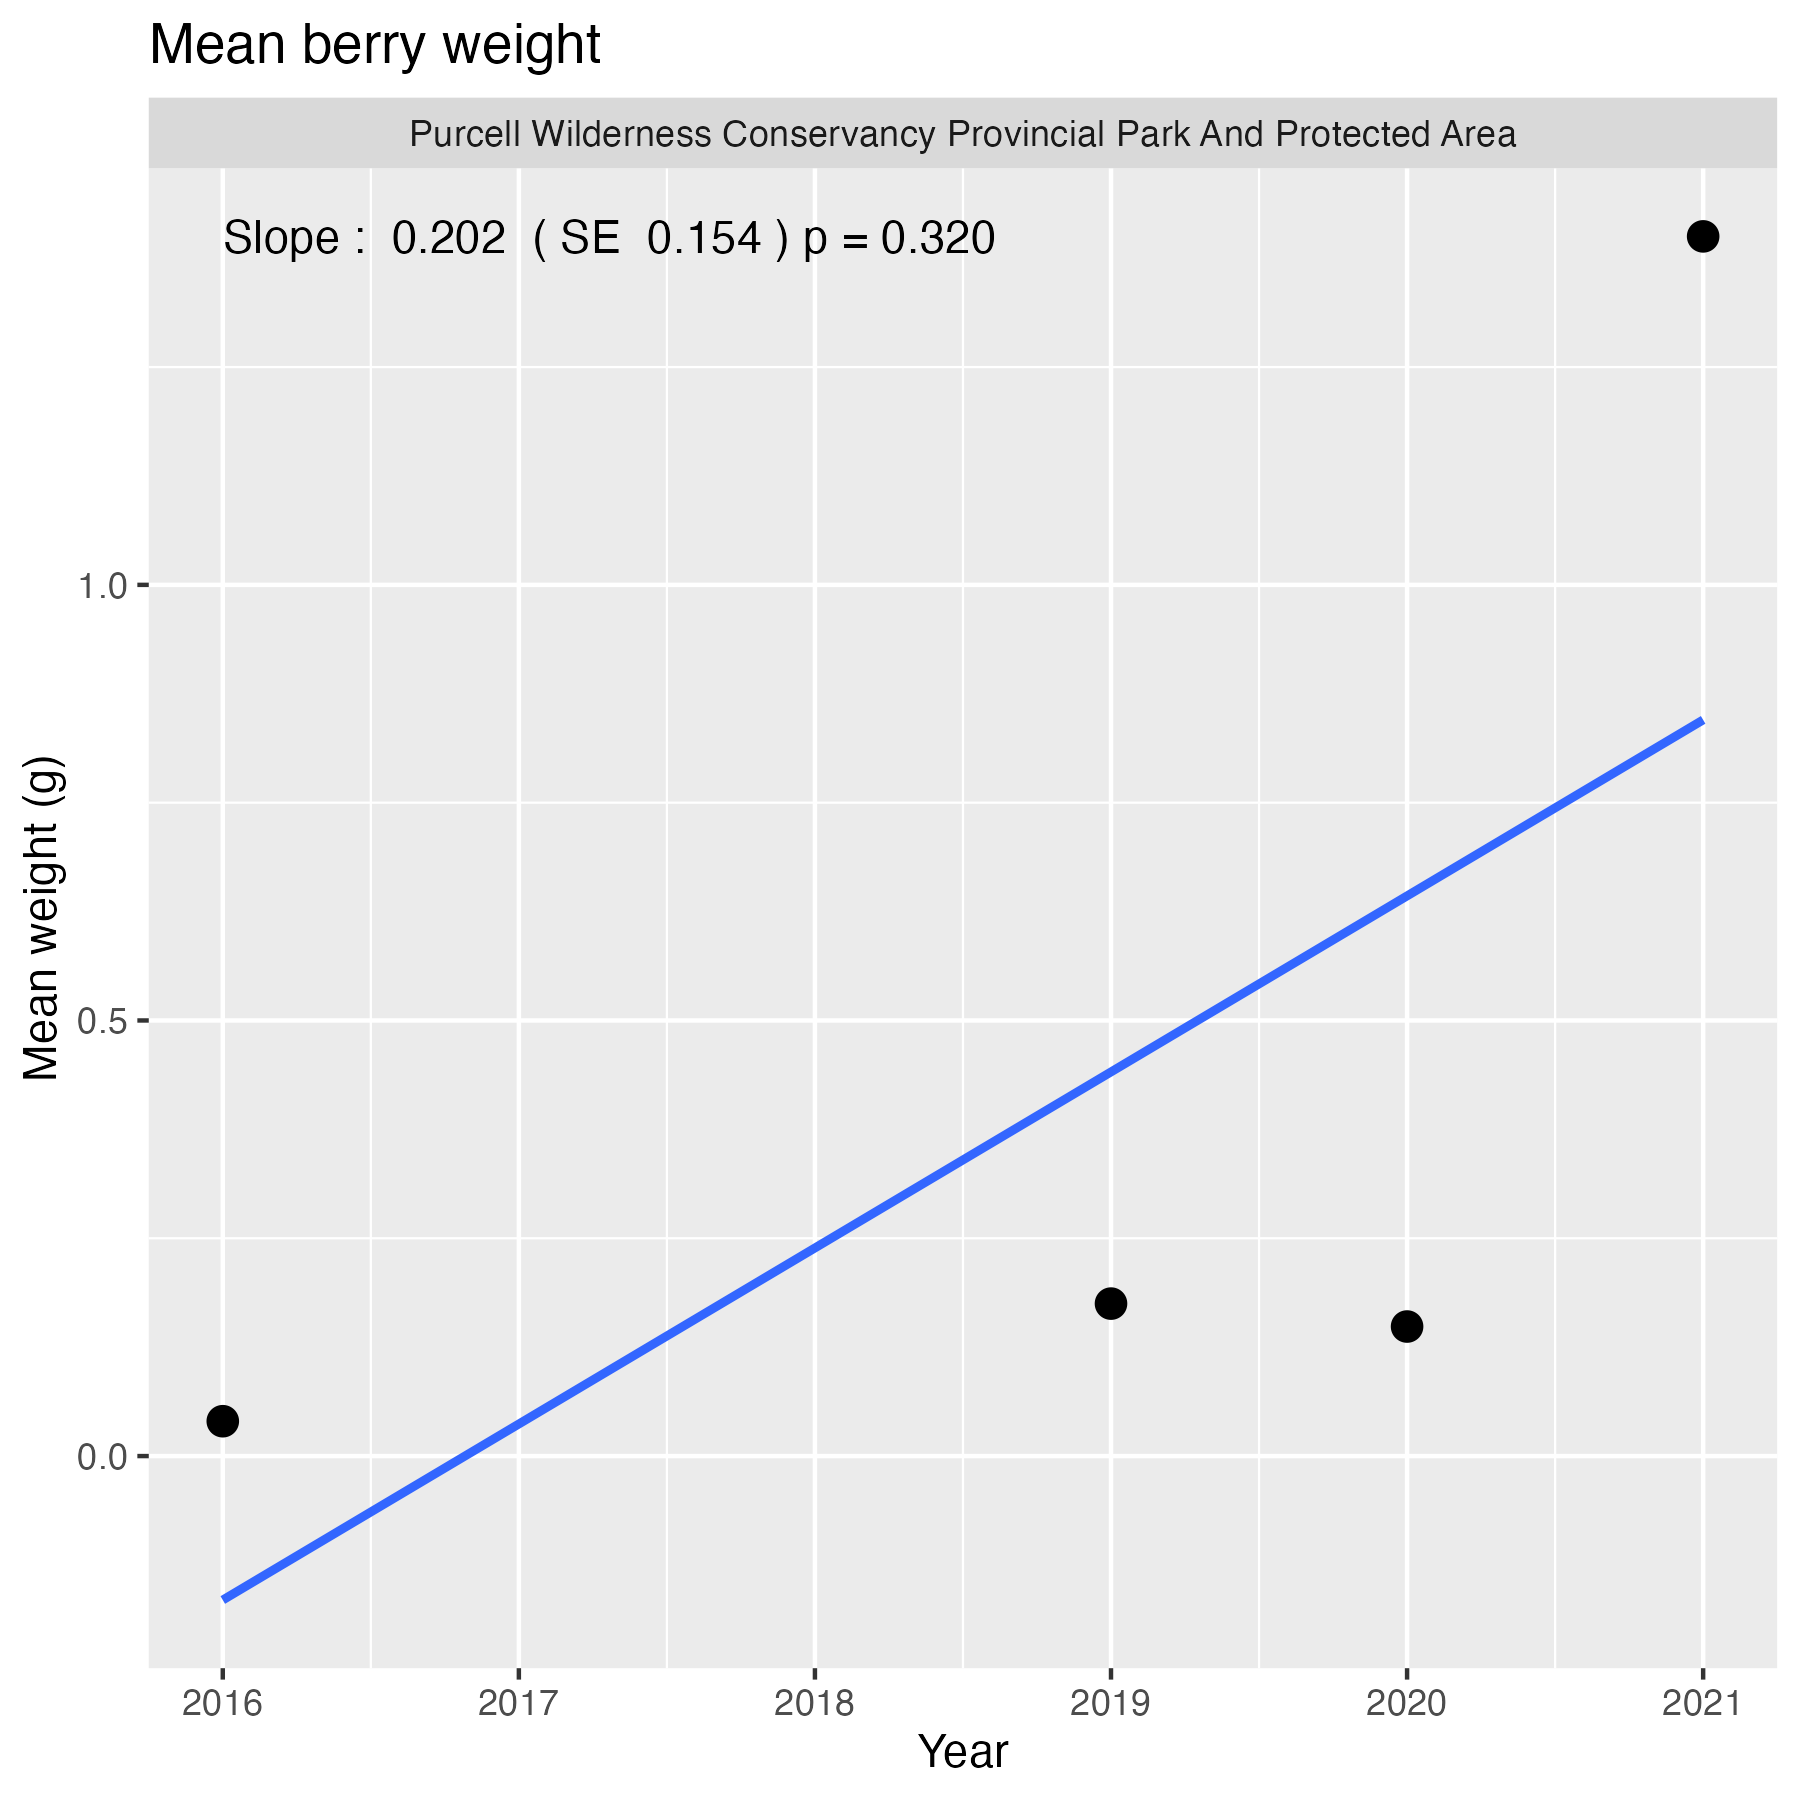 Mean berry weight
Purcell Wilderness Conservancy Provincial Park And Protected Area
Slope :  0.202  ( SE  0.154 ) p = 0.320
Mean weight (g)
1.0
0.5
0.0
2016 2017 2018 2019 2020 2021
Year